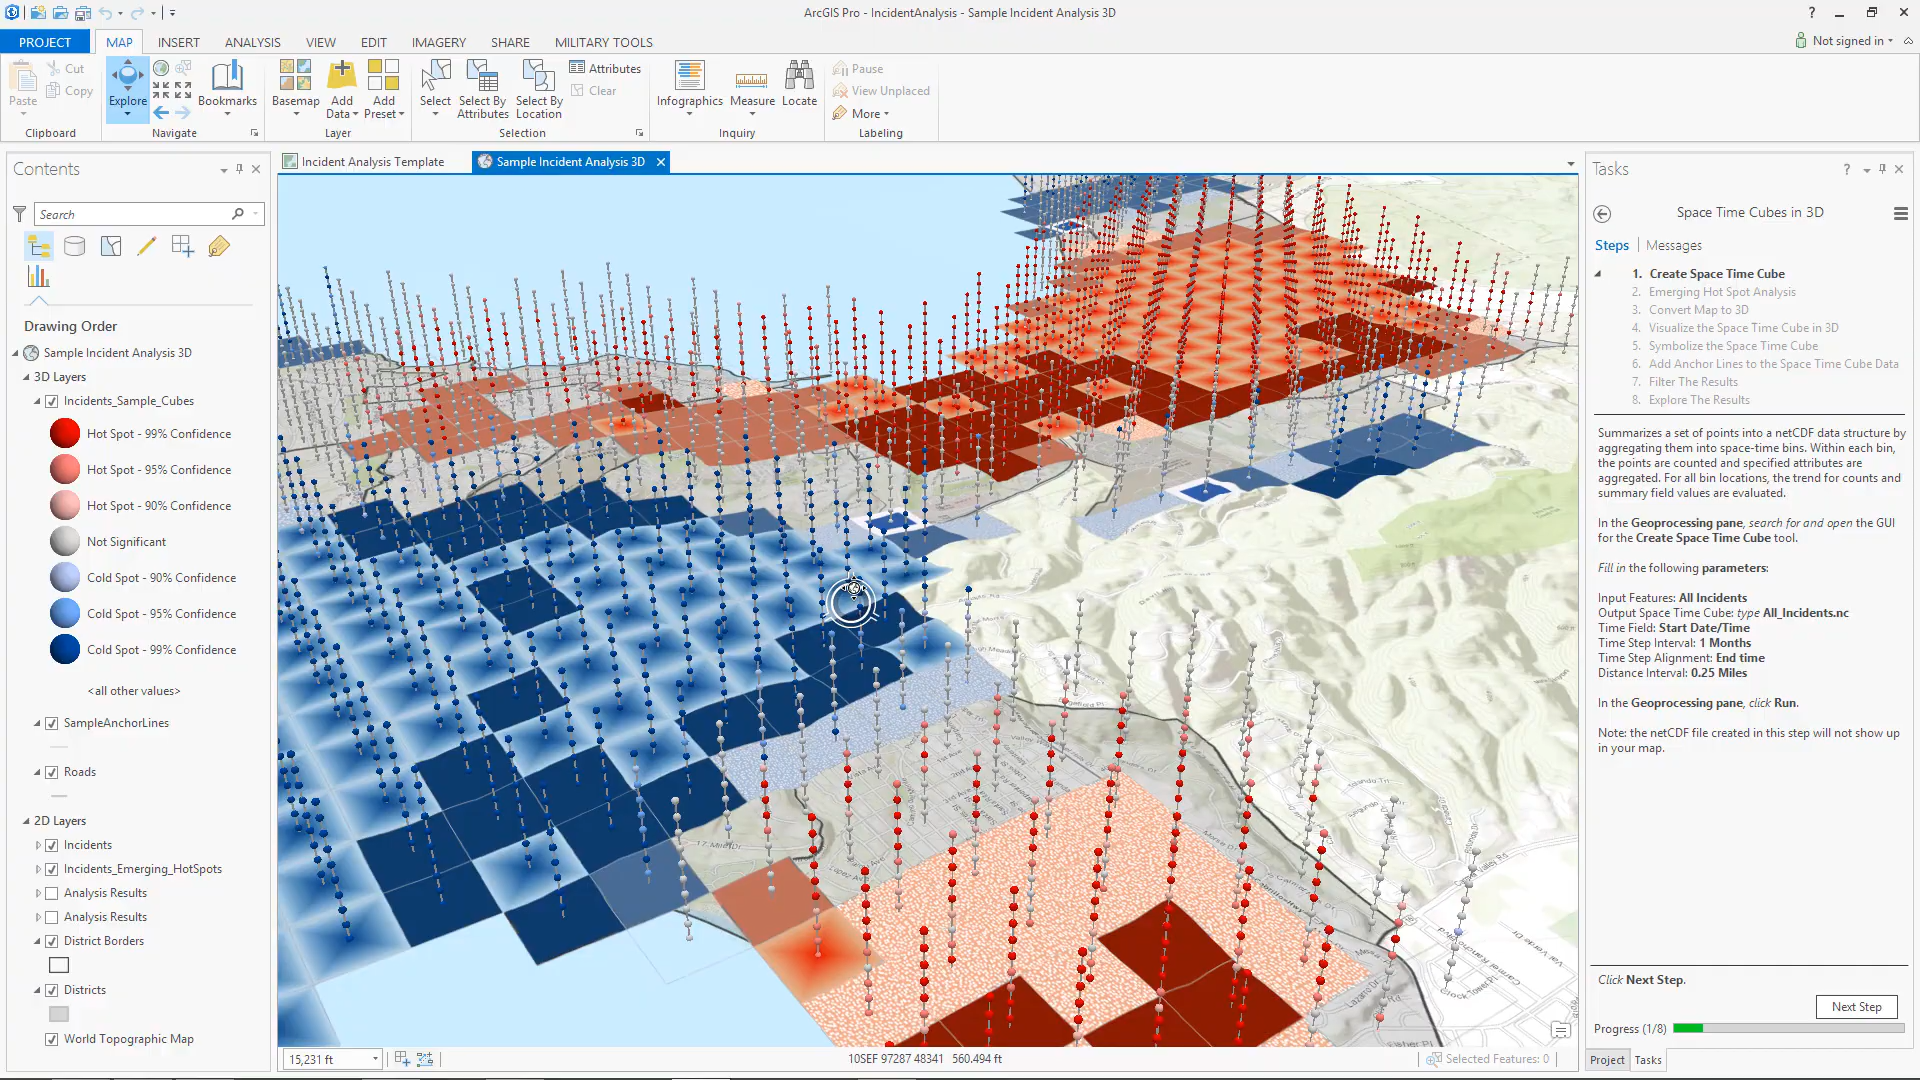 ArcGIS Pro - IncidentAnalysis - Sample Incident Analysis 3D
?
PROJECT
MAP
INSERT
ANALYSIS
VIEW
EDIT
IMAGERY
SHARE
MILITARY TOOLS
Not signed in
Paste
Cut
Copy
Clipboard
Explore
Bookmarks
Navigate
Basemap
Add Data
Add Preset
Layer
Select
Select By Attributes
Select By Location
Attributes
Clear
Selection
Infographics
Measure
Locate
Inquiry
Pause
View Unplaced
More
Labeling
Contents
Search
Drawing Order
Sample Incident Analysis 3D
3D Layers
Incidents_Sample_Cubes
Hot Spot - 99% Confidence
Hot Spot - 95% Confidence
Hot Spot - 90% Confidence
Not Significant
Cold Spot - 90% Confidence
Cold Spot - 95% Confidence
Cold Spot - 99% Confidence
<all other values>
SampleAnchorLines
Roads
2D Layers
Incidents
Incidents_Emerging_HotSpots
Analysis Results
Analysis Results
District Borders
Districts
World Topographic Map
Incident Analysis Template
Sample Incident Analysis 3D
17 Mile Dr
15,231 ft
10SEF 97287 48341 560.494 ft
Selected Features: 0
Tasks
?
Space Time Cubes in 3D
Steps | Messages
1. Create Space Time Cube
2. Emerging Hot Spot Analysis
3. Convert Map to 3D
4. Visualize the Space Time Cube in 3D
5. Symbolize the Space Time Cube
6. Add Anchor Lines to the Space Time Cube Data
7. Filter The Results
8. Explore The Results
Summarizes a set of points into a netCDF data structure by
aggregating them into space-time bins. Within each bin,
the points are counted and specified attributes are
aggregated. For all bin locations, the trend for counts and
summary field values are evaluated.
In the Geoprocessing pane, search for and open the GUI
for the Create Space Time Cube tool.
Fill in the following parameters:
Input Features: All Incidents
Output Space Time Cube: type All_Incidents.nc
Time Field: Start Date/Time
Time Step Interval: 1 Months
Time Step Alignment: End time
Distance Interval: 0.25 Miles
In the Geoprocessing pane, click Run.
Note: the netCDF file created in this step will not show up
in your map.
Click Next Step.
Next Step
Progress (1/8)
Project
Tasks